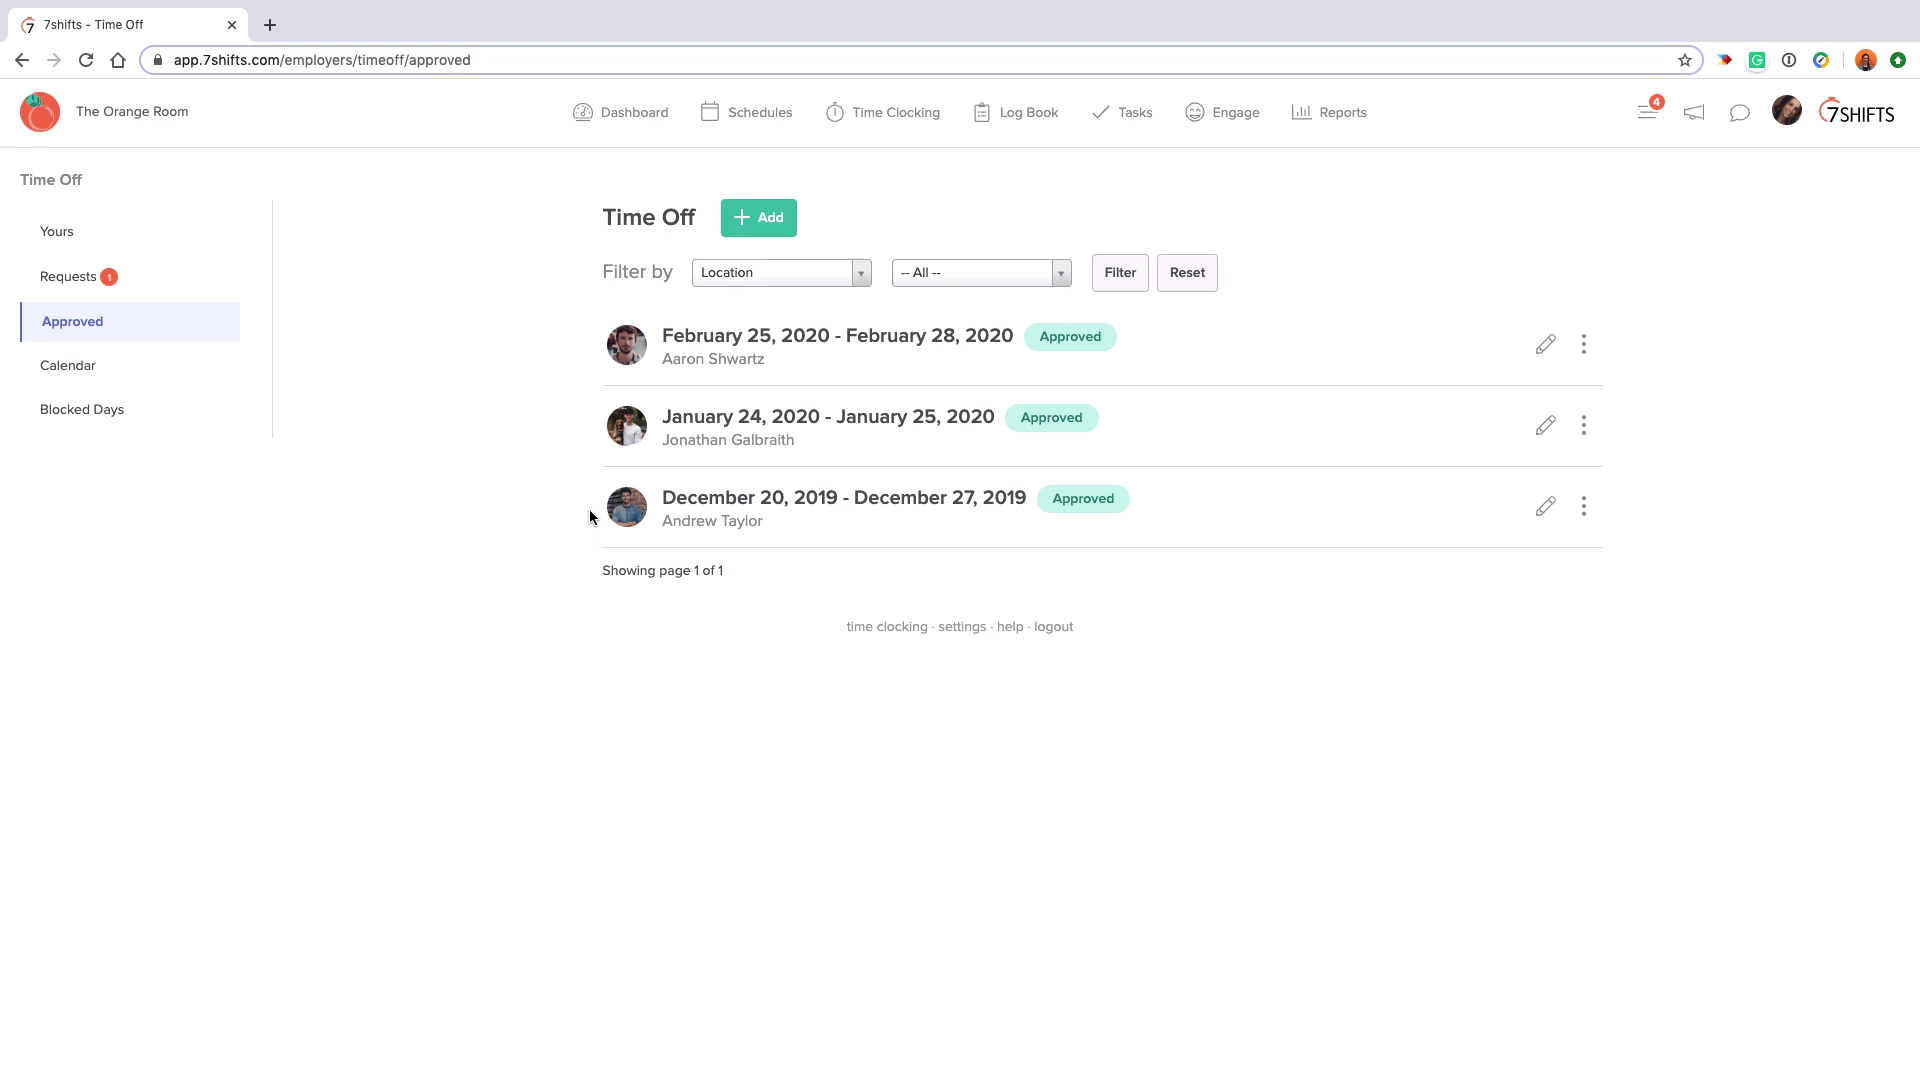 7shifts - Time Off
app.7shifts.com/employers/timeoff/approved
The Orange Room
Dashboard
Schedules
Time Clocking
Log Book
Tasks
Engage
Reports
4
7SHIFTS
Time Off
Yours
Requests 1
Approved
Calendar
Blocked Days
Time Off
+ Add
Filter by
Location
-- All --
Filter
Reset
February 25, 2020 - February 28, 2020 Approved
Aaron Shwartz
January 24, 2020 - January 25, 2020 Approved
Jonathan Galbraith
December 20, 2019 - December 27, 2019 Approved
Andrew Taylor
Showing page 1 of 1
time clocking · settings · help · logout